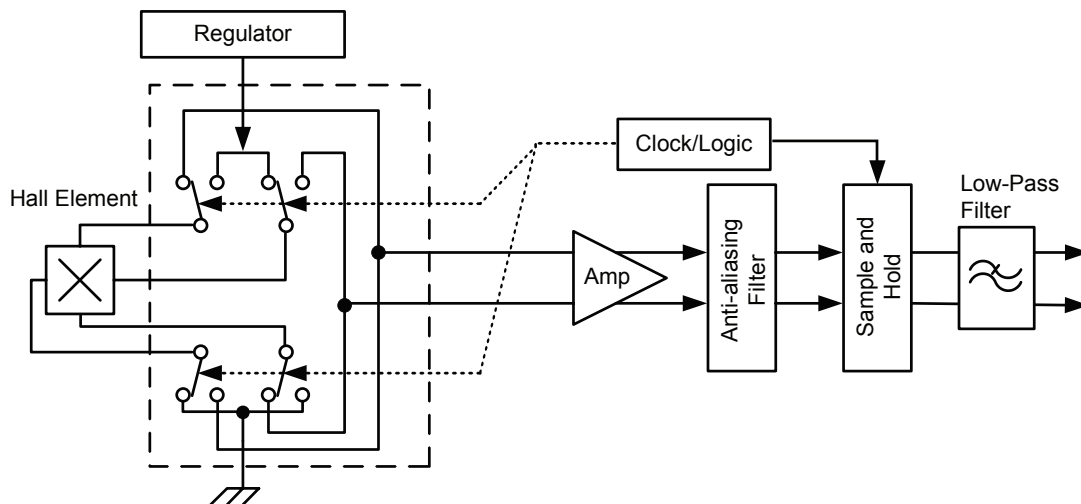 Regulator
Clock/Logic
Hall Element
Low-Pass
Filter
Amp
Anti-aliasing
Filter
Sample and
Hold